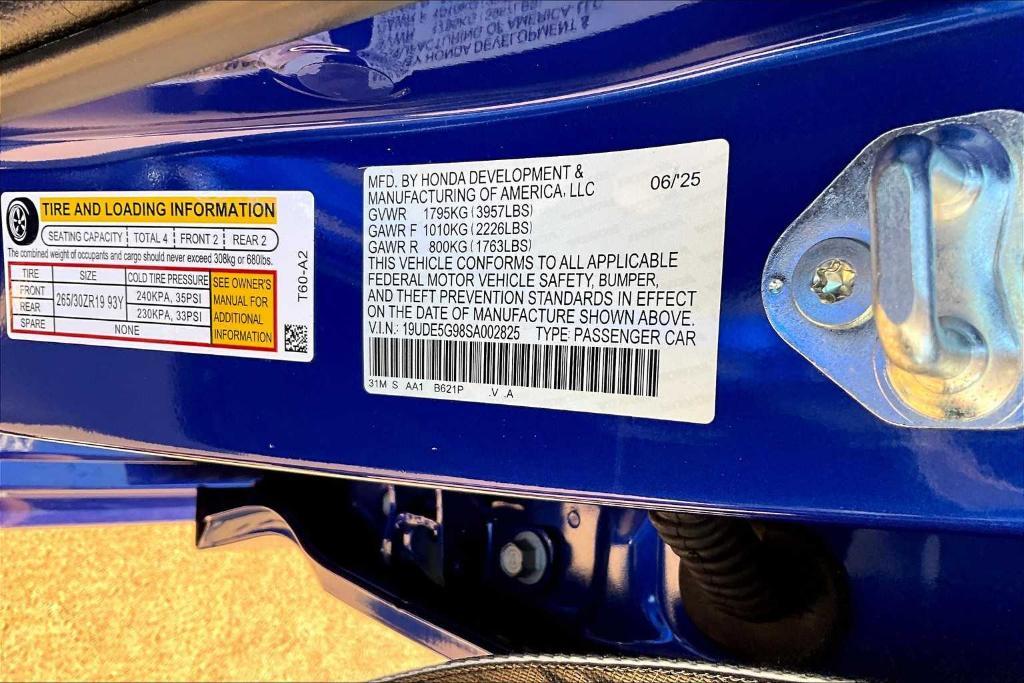 TIRE AND LOADING INFORMATION
SEATING CAPACITY TOTAL 4 FRONT 2 REAR 2
The combined weight of occupants and cargo should never exceed 308kg or 680lbs.
TIRE SIZE COLD TIRE PRESSURE
FRONT 265/30ZR19 93Y 240KPA, 35PSI
REAR 230KPA, 33PSI
SPARE NONE
SEE OWNER'S
MANUAL FOR
ADDITIONAL
INFORMATION
T60-A2
MFD. BY HONDA DEVELOPMENT &
MANUFACTURING OF AMERICA, LLC 06/'25
GVWR 1795KG (3957LBS)
GAWR F 1010KG (2226LBS)
GAWR R 800KG (1763LBS)
THIS VEHICLE CONFORMS TO ALL APPLICABLE
FEDERAL MOTOR VEHICLE SAFETY, BUMPER,
AND THEFT PREVENTION STANDARDS IN EFFECT
ON THE DATE OF MANUFACTURE SHOWN ABOVE.
V.I.N.: 19UDE5G98SA002825 TYPE: PASSENGER CAR
31M S AA1 B621P .V .A